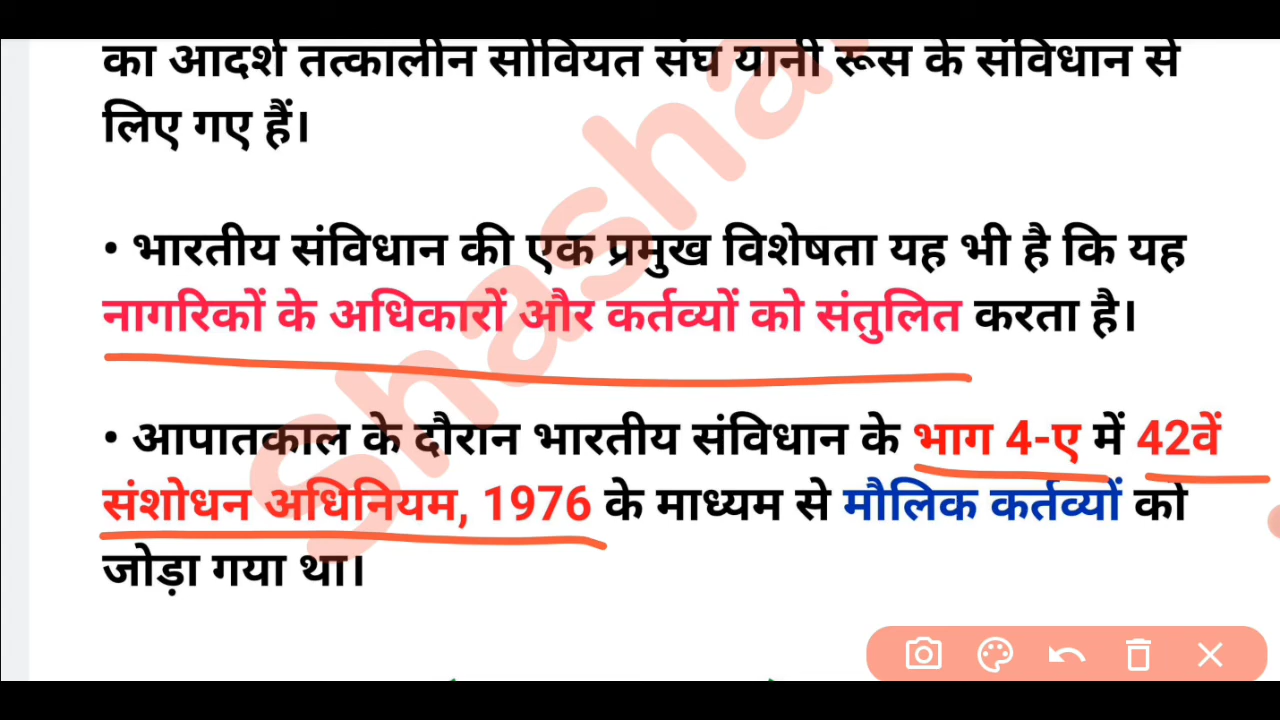 का आदर्श तत्कालीन सोवियत संघ यानी रूस के संविधान से
लिए गए हैं।
• भारतीय संविधान की एक प्रमुख विशेषता यह भी है कि यह
नागरिकों के अधिकारों और कर्तव्यों को संतुलित करता है।
• आपातकाल के दौरान भारतीय संविधान के भाग 4-ए में 42वें
संशोधन अधिनियम, 1976 के माध्यम से मौलिक कर्तव्यों को
जोड़ा गया था।
Shasha